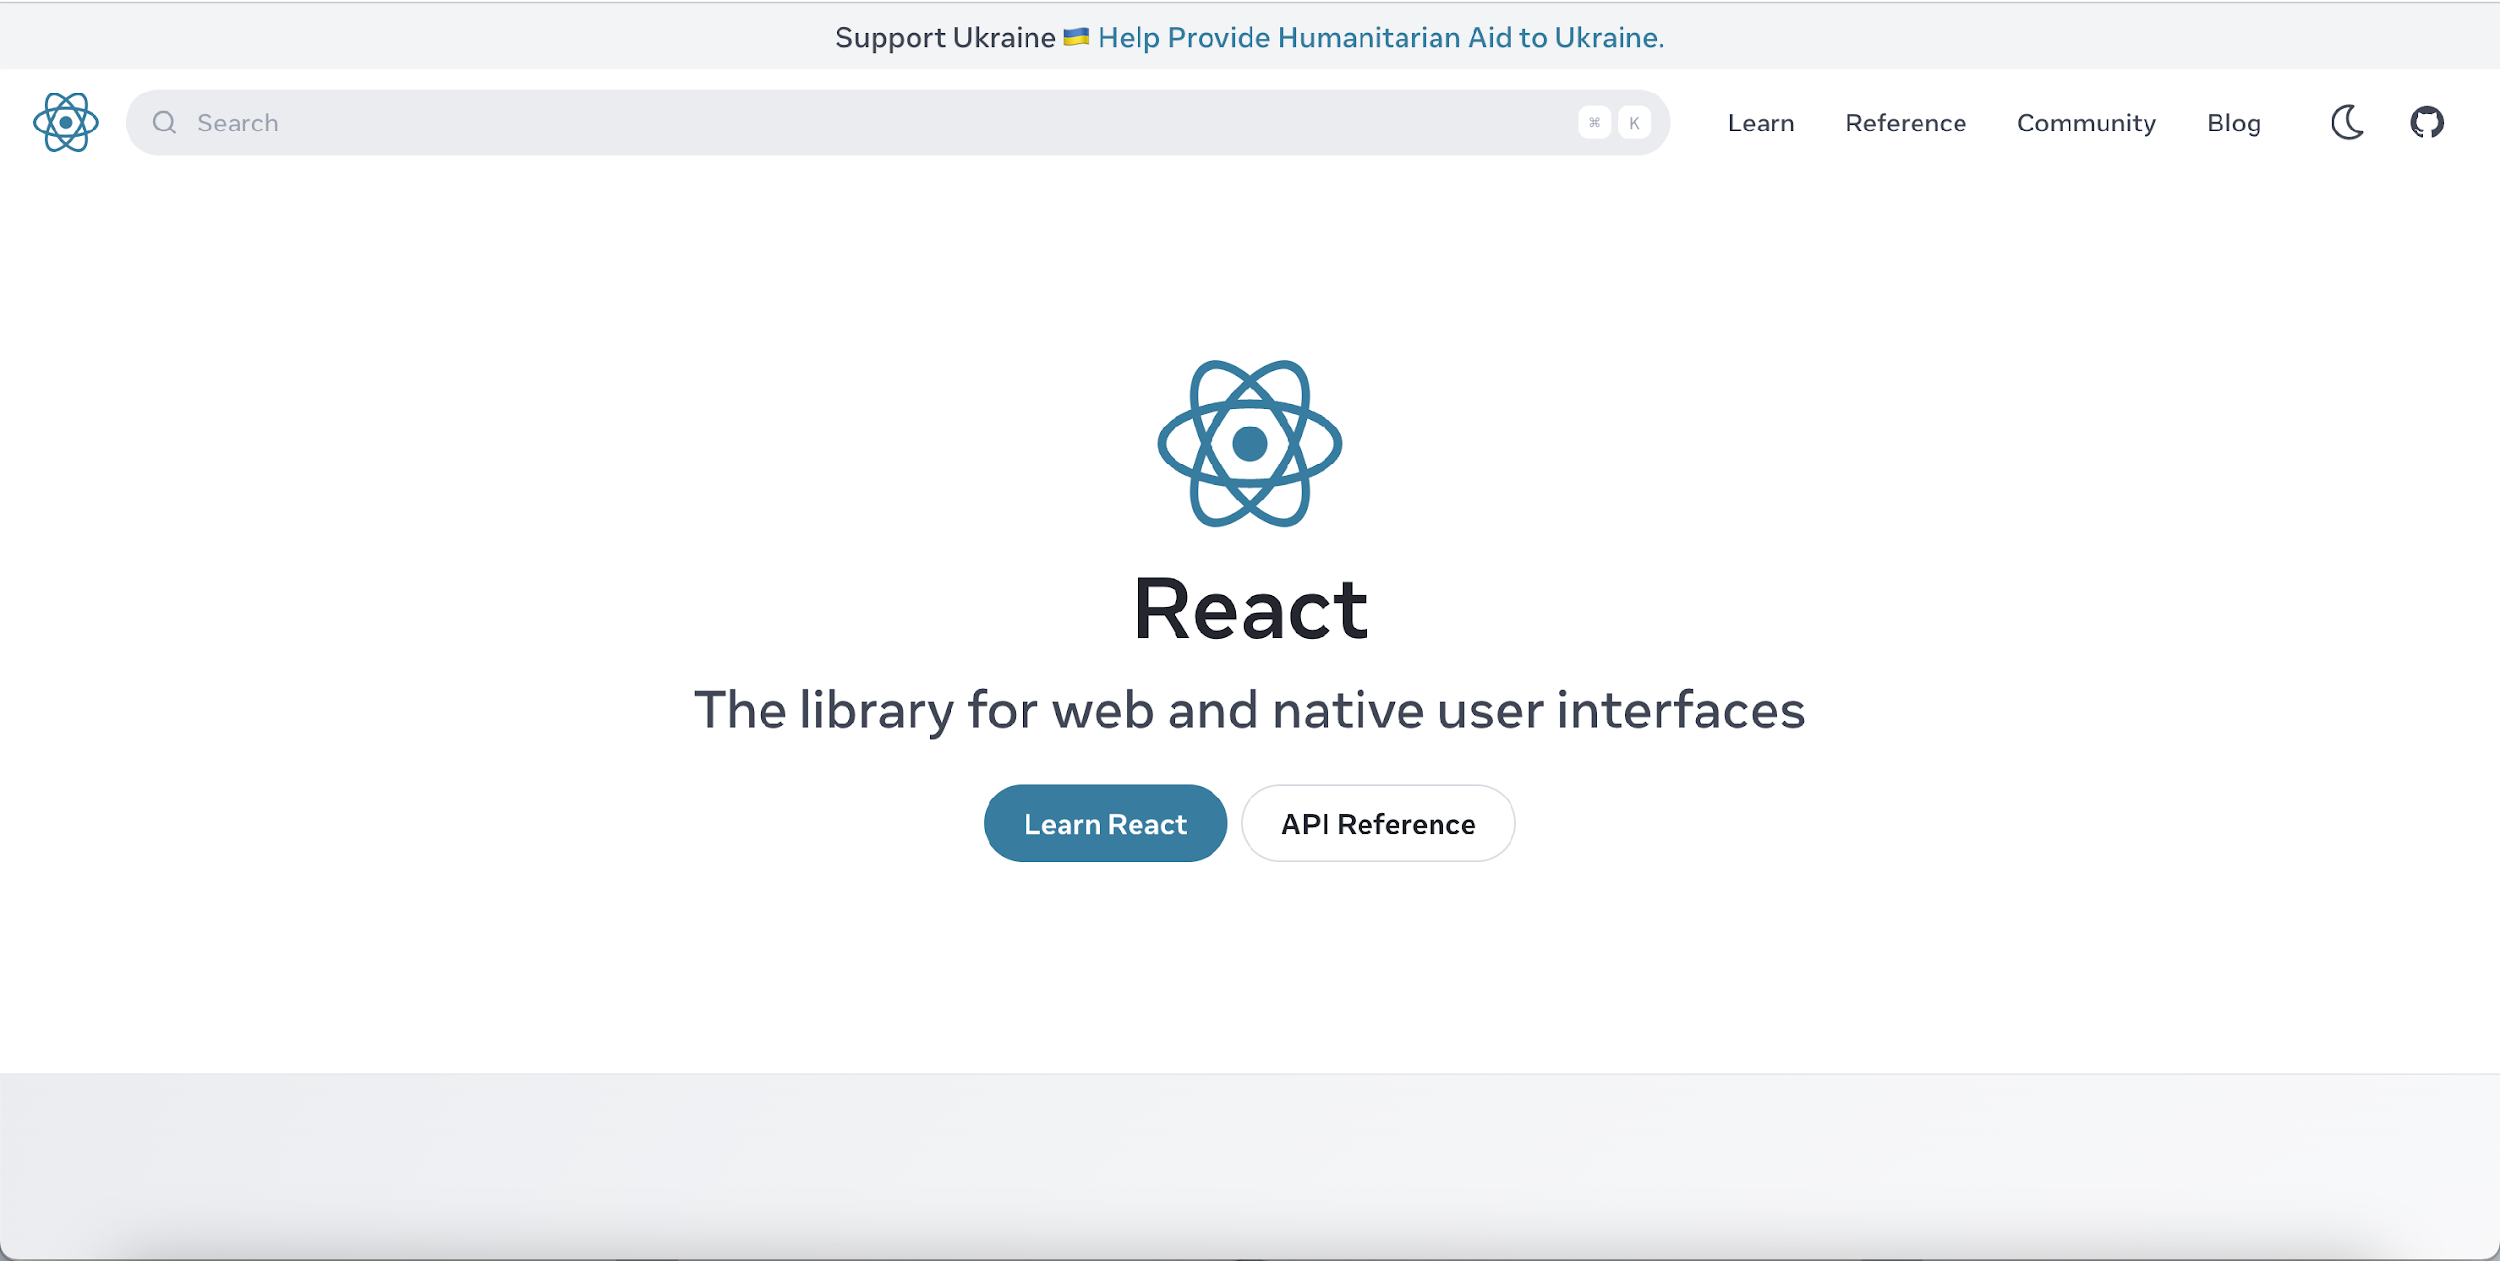 Support Ukraine 🇺🇦 Help Provide Humanitarian Aid to Ukraine.
Search ⌘ K Learn Reference Community Blog
React
The library for web and native user interfaces
Learn React API Reference